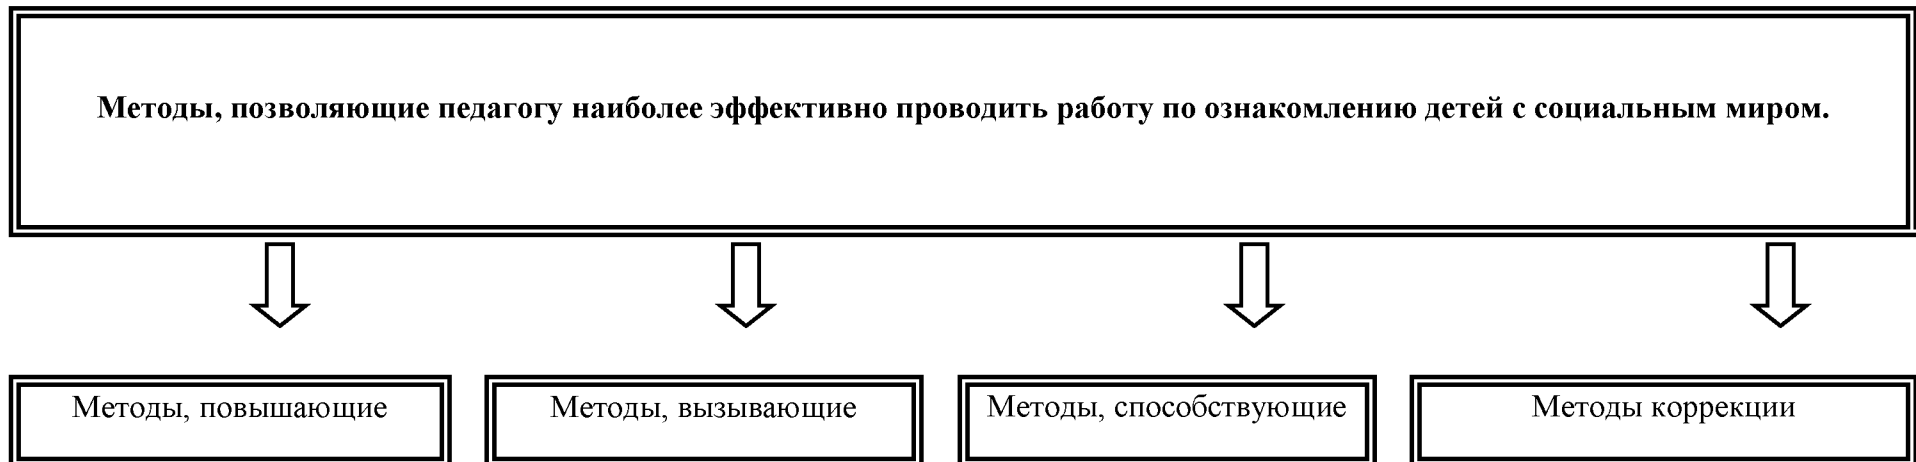 Методы, позволяющие педагогу наиболее эффективно проводить работу по ознакомлению детей с социальным миром.
Методы, повышающие
Методы, вызывающие
Методы, способствующие
Методы коррекции